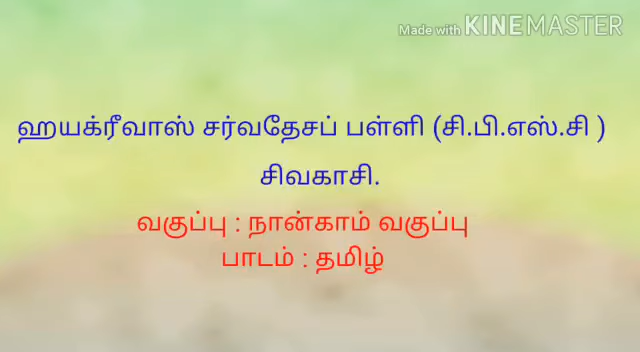 Made with KINEMASTER
ஹயக்ரீவாஸ் சர்வதேசப் பள்ளி (சி.பி.எஸ்.சி )
சிவகாசி.
வகுப்பு : நான்காம் வகுப்பு
பாடம் : தமிழ்